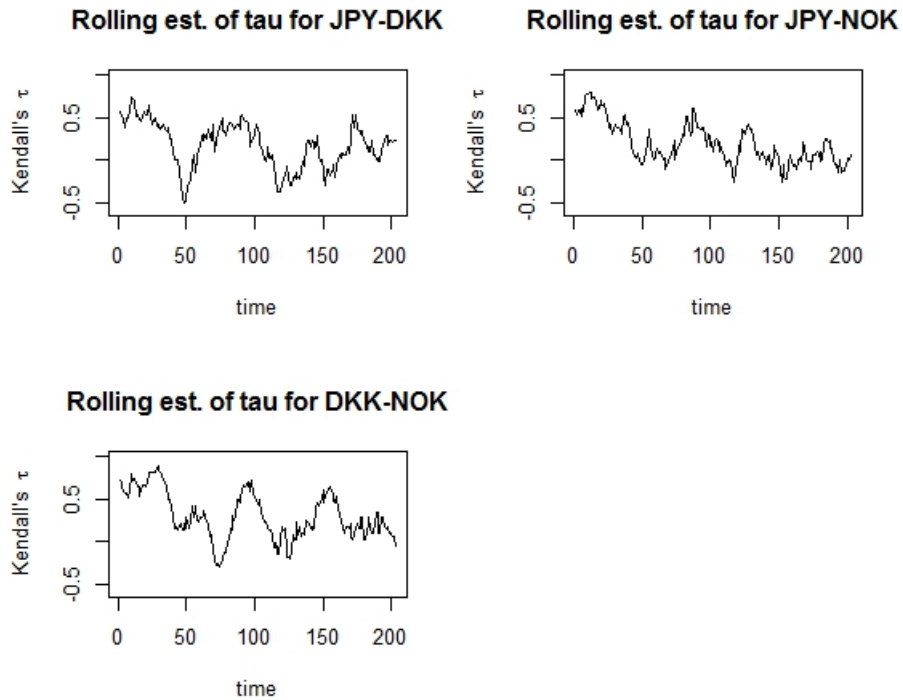 Rolling est. of tau for JPY-DKK
Kendall's τ
0.5
-0.5
0 50 100 150 200
time
Rolling est. of tau for JPY-NOK
Kendall's τ
0.5
-0.5
0 50 100 150 200
time
Rolling est. of tau for DKK-NOK
Kendall's τ
0.5
-0.5
0 50 100 150 200
time